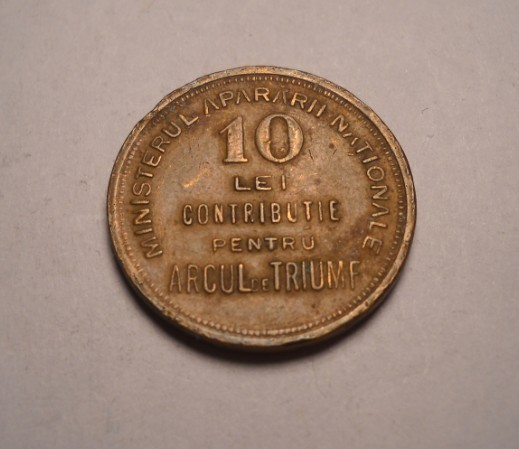 MINISTERUL APARARII NATIONALE
10
LEI
CONTRIBUTIE
PENTRU
ARCUL DE TRIUMF